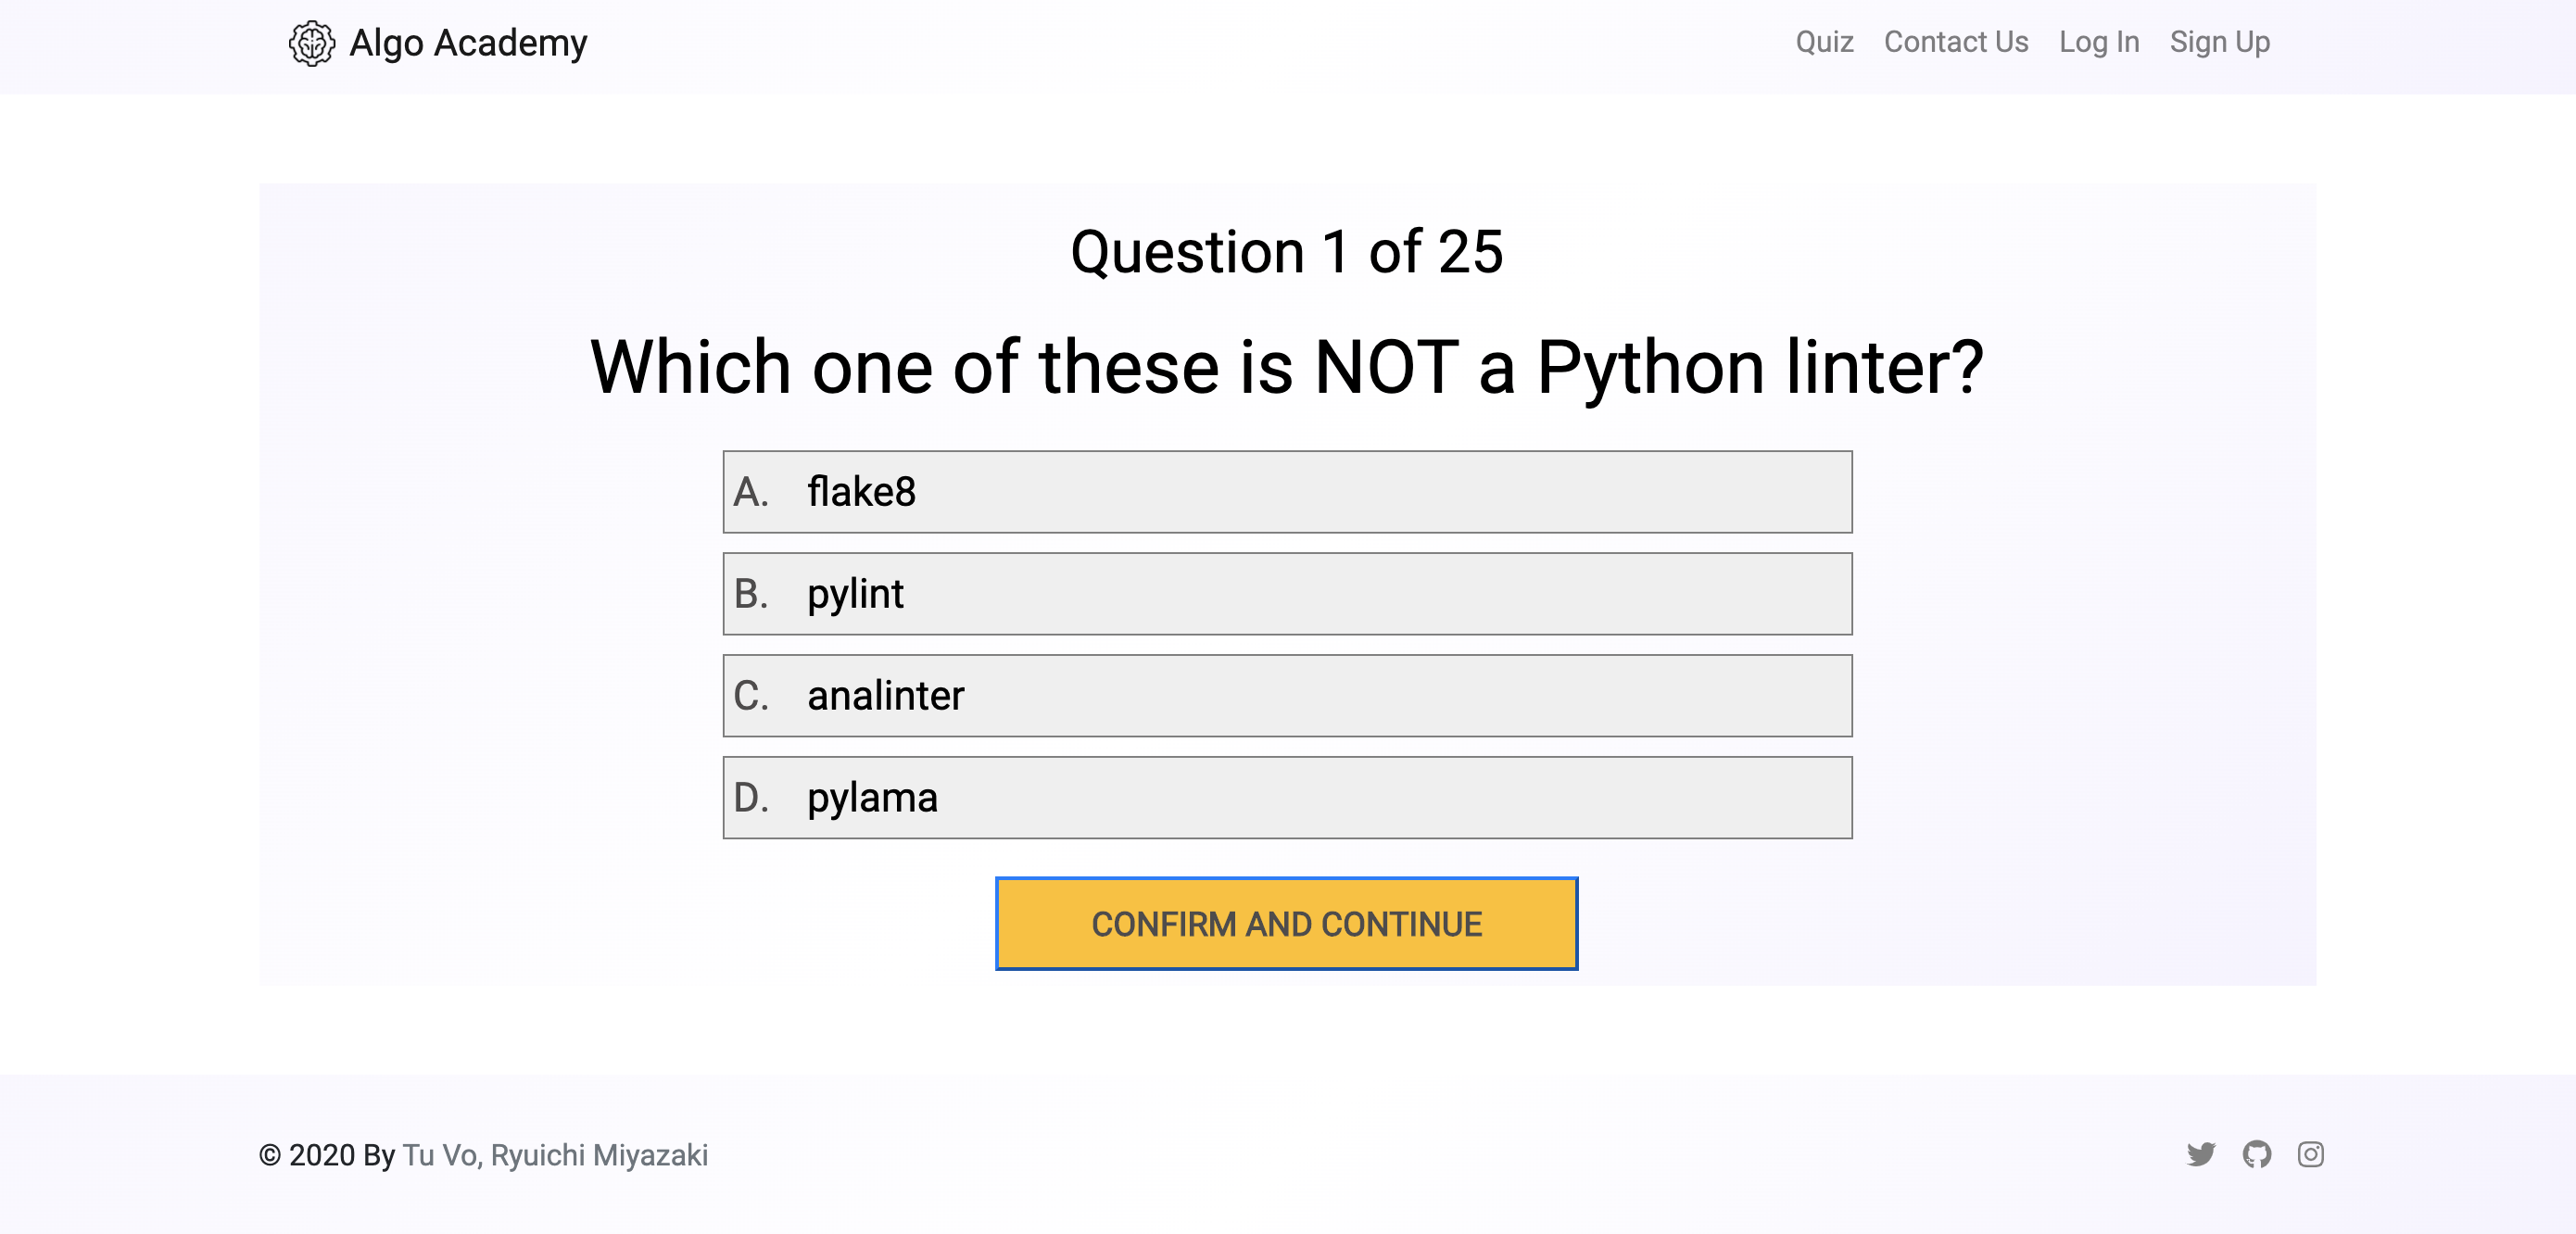 Algo Academy
Quiz Contact Us Log In Sign Up
Question 1 of 25
Which one of these is NOT a Python linter?
A. flake8
B. pylint
C. analinter
D. pylama
CONFIRM AND CONTINUE
© 2020 By Tu Vo, Ryuichi Miyazaki